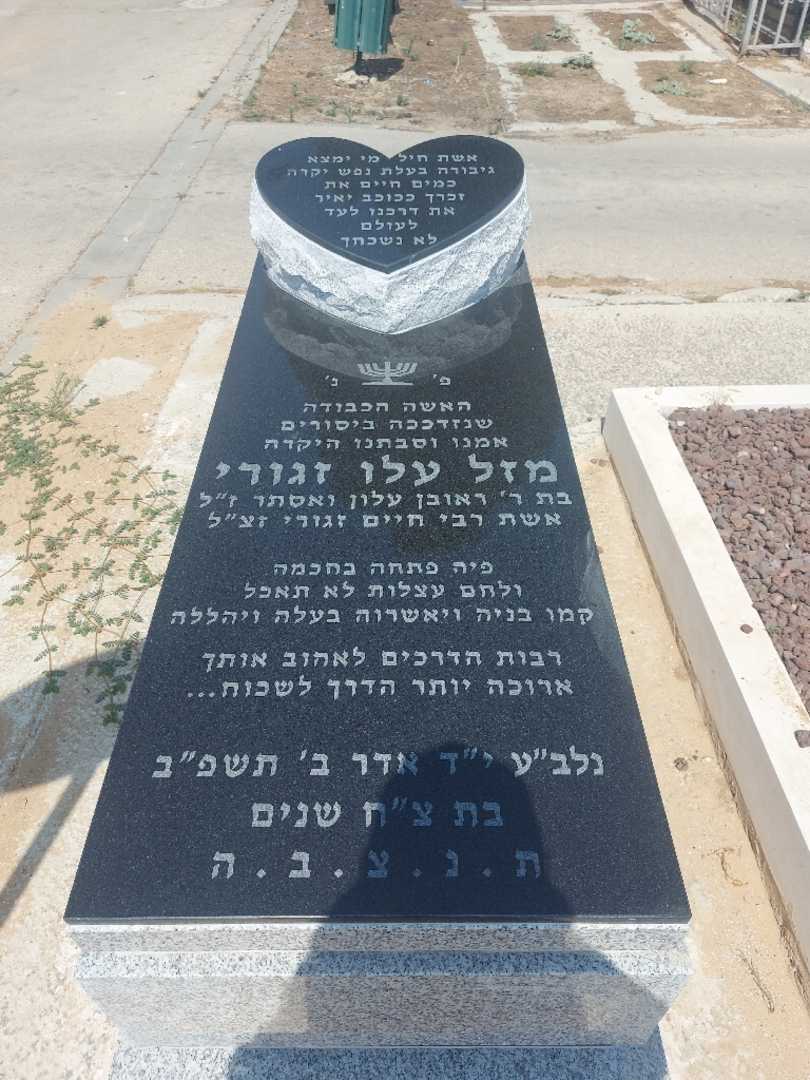 אשת חיל מי ימצא
גיבורה בעלת נפש יקרה
כמים חיים את
זכרך ככוכב יאיר
את דרכנו לעד
לעולם
לא נשכחך
פ' נ'
האשה הכבודה
שנזדככה ביסורים
אמנו וסבתנו היקרה
מזל עלו זגורי
בת ר' ראובן עלון ואסתר ז"ל
אשת רבי חיים זגורי זצ"ל
פיה פתחה בחכמה
ולחם עצלות לא תאכל
קמו בניה ויאשרוה בעלה ויהללה
רבות הדרכים לאהוב אותך
ארוכה יותר הדרך לשכוח...
נלב"ע י"ד אדר ב' תשפ"ב
בת צ"ח שנים
ת . נ . צ . ב . ה